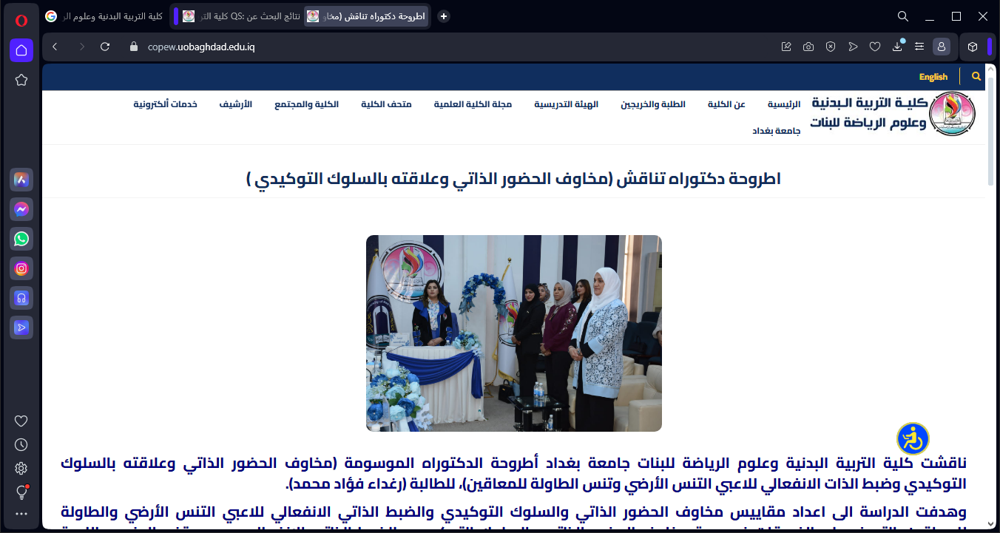 كلية التربية البدنية وعلوم الر
نتائج البحث عن QS: كلية التر
اطروحة دكتوراه تناقش (مخاو
copew.uobaghdad.edu.iq
English
كليـة التربية البـدنية
وعلوم الرياضة للبنات
الرئيسية
عن الكلية
الطلبة والخريجين
الهيئة التدريسية
مجلة الكلية العلمية
متحف الكلية
الكلية والمجتمع
الأرشيف
خدمات ألكترونية
جامعة بغداد
اطروحة دكتوراه تناقش (مخاوف الحضور الذاتي وعلاقته بالسلوك التوكيدي )
ناقشت كلية التربية البدنية وعلوم الرياضة للبنات جامعة بغداد أطروحة الدكتوراه الموسومة (مخاوف الحضور الذاتي وعلاقته بالسلوك
التوكيدي وضبط الذات الانفعالي للاعبي التنس الأرضي وتنس الطاولة للمعاقين)، للطالبة (رغداء فؤاد محمد).
وهدفت الدراسة الى اعداد مقاييس مخاوف الحضور الذاتي والسلوك التوكيدي والضبط الذاتي الانفعالي للاعبي التنس الأرضي والطاولة